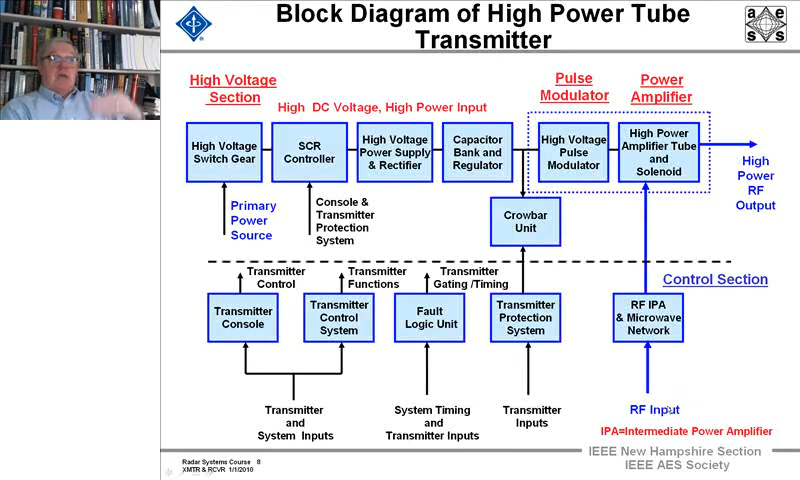 Block Diagram of High Power Tube
Transmitter
a e
s s
High Voltage
Section
High DC Voltage, High Power Input
Pulse
Modulator
Power
Amplifier
High Voltage
Switch Gear
SCR
Controller
High Voltage
Power Supply
& Rectifier
Capacitor
Bank and
Regulator
High Voltage
Pulse
Modulator
High Power
Amplifier Tube
and
Solenoid
High
Power
RF
Output
Primary
Power
Source
Console &
Transmitter
Protection
System
Crowbar
Unit
Control Section
Transmitter
Control
Transmitter
Functions
Transmitter
Gating /Timing
Transmitter
Console
Transmitter
Control
System
Fault
Logic Unit
Transmitter
Protection
System
RF IPA
& Microwave
Network
Transmitter
and
System Inputs
System Timing
and
Transmitter Inputs
Transmitter
Inputs
RF Input
IPA=Intermediate Power Amplifier
Radar Systems Course 8
XMTR & RCVR 1/1/2010
IEEE New Hampshire Section
IEEE AES Society